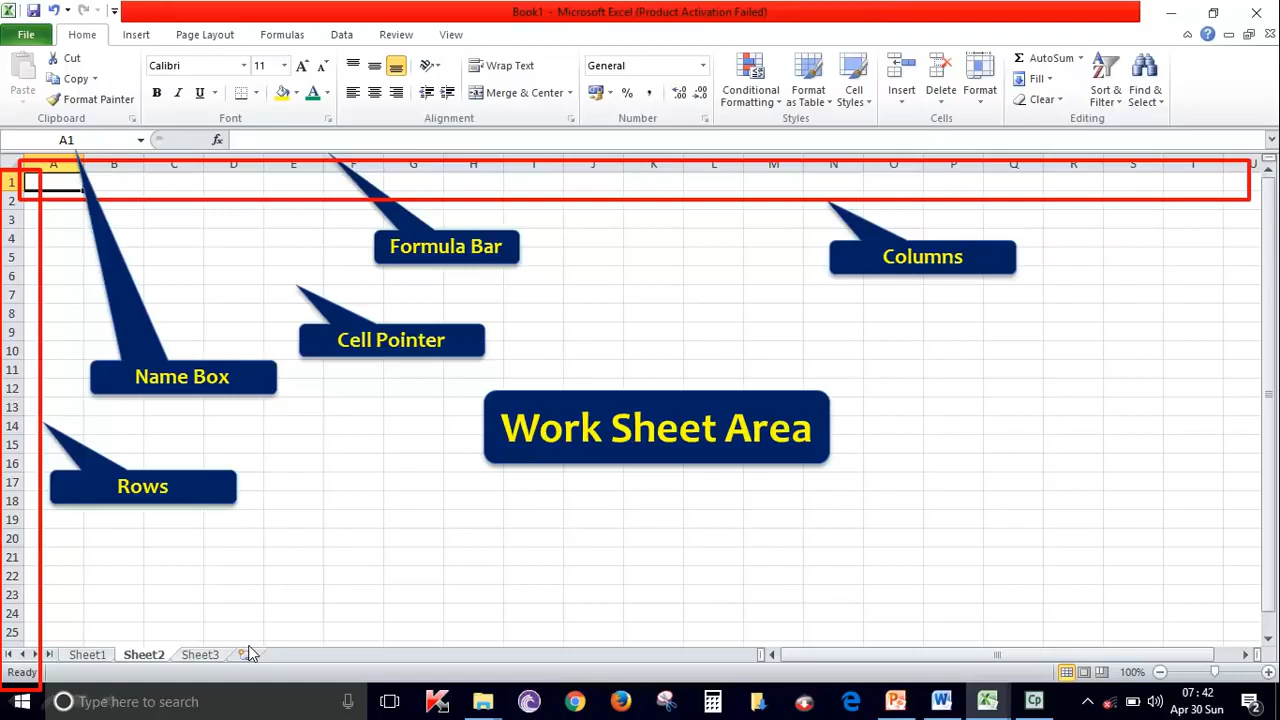 Book1 - Microsoft Excel (Product Activation Failed)
File Home Insert Page Layout Formulas Data Review View
Cut
Copy
Format Painter
Paste
Clipboard
Calibri 11
B I U
Font
Wrap Text
Merge & Center
Alignment
General
%
Number
Conditional Formatting
Format as Table
Cell Styles
Styles
Insert Delete Format
Cells
AutoSum
Fill
Clear
Sort & Filter
Find & Select
Editing
A1 fx
A B C D E F G H I J K L M N O P Q R S T U
1
2
3
4
5
6
7
8
9
10
11
12
13
14
15
16
17
18
19
20
21
22
23
24
25
Formula Bar
Columns
Cell Pointer
Name Box
Work Sheet Area
Rows
Sheet1 Sheet2 Sheet3
Ready 100%
Type here to search
07:42
Apr 30 Sun
2